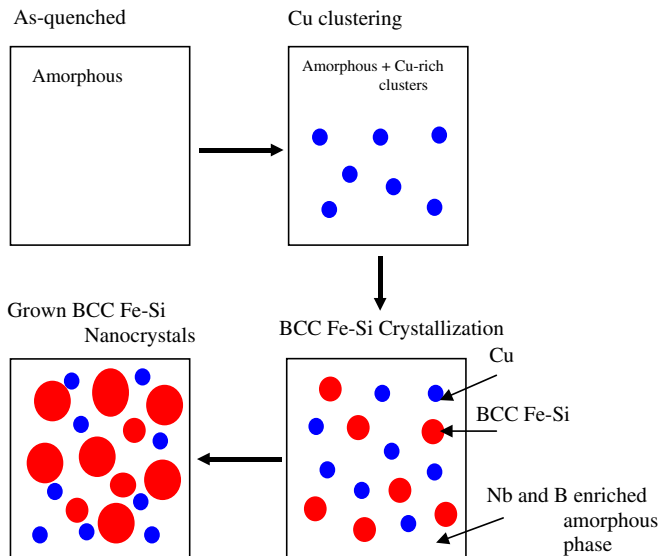 As-quenched
Amorphous
Cu clustering
Amorphous + Cu-rich
clusters
Grown BCC Fe-Si
Nanocrystals
BCC Fe-Si Crystallization
Cu
BCC Fe-Si
Nb and B enriched
amorphous
phase